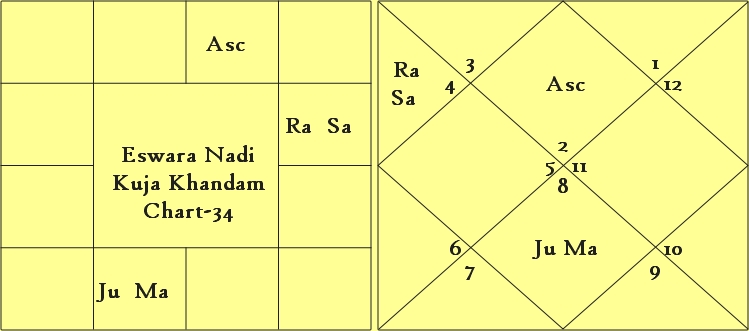 Asc
Ra Sa
Eswara Nadi
Kuja Khandam
Chart-34
Ju Ma
3
1
Ra
Sa
4
Asc
12
2
5
11
8
6
Ju Ma
10
7
9